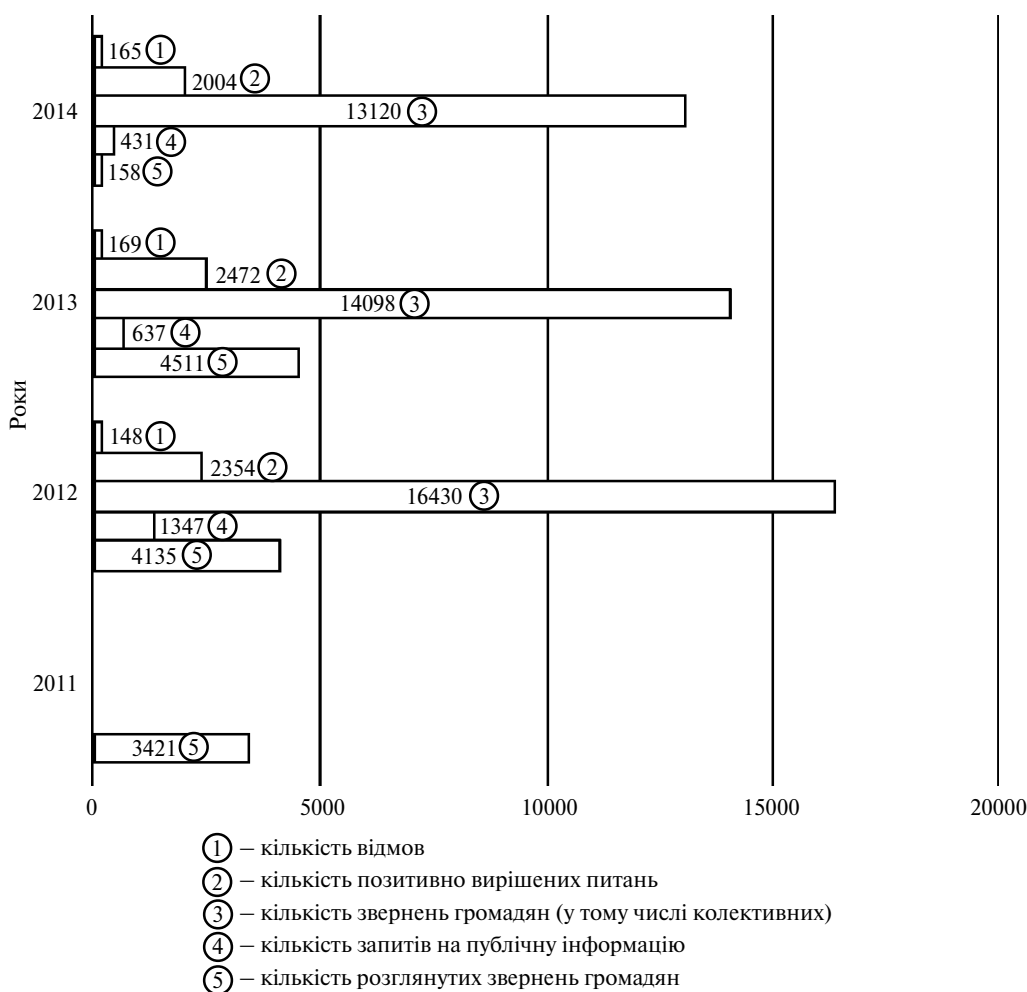 165 1
2004 2
2014 13120 3
431 4
158 5
169 1
2472 2
2013 14098 3
637 4
4511 5
Роки
148 1
2354 2
2012 16430 3
1347 4
4135 5
2011
3421 5
0 5000 10000 15000 20000
1 – кількість відмов
2 – кількість позитивно вирішених питань
3 – кількість звернень громадян (у тому числі колективних)
4 – кількість запитів на публічну інформацію
5 – кількість розглянутих звернень громадян